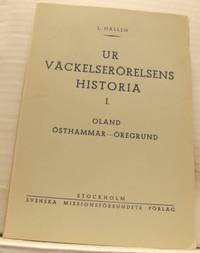 L. HALLEN
UR
VÄCKELSERÖRELSENS
HISTORIA
I.
OLAND
ÖSTHAMMAR—ÖREGRUND
STOCKHOLM
SVENSKA MISSIONSFÖRBUNDETS FÖRLAG